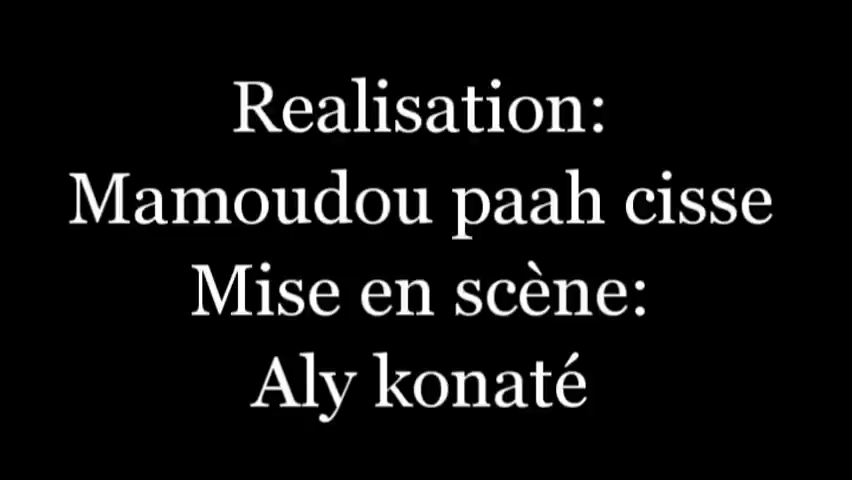 Realisation:
Mamoudou paah cisse
Mise en scène:
Aly konaté